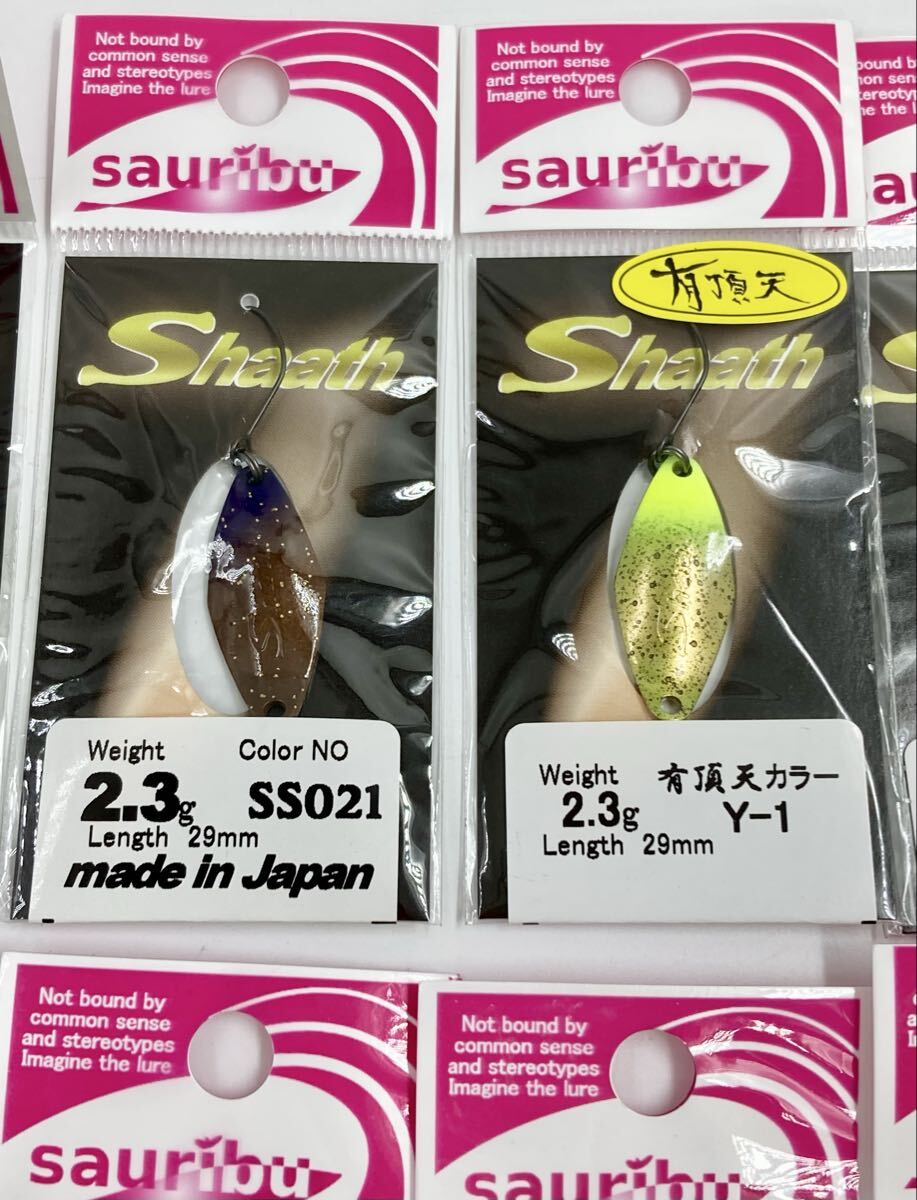 Not bound by
common sense
and stereotypes
Imagine the lure
sauribu
Shaath
Weight
Color NO
2.3g
SS021
Length 29mm
made in Japan
Not bound by
common sense
and stereotypes
Imagine the lure
sauribu
有頂天
Shaath
Weight
有頂天カラー
2.3g
Y-1
Length 29mm
Not bound by
common sense
and stereotypes
Imagine the lure
sauribu
Not bound by
common sense
and stereotypes
Imagine the lure
sauribu